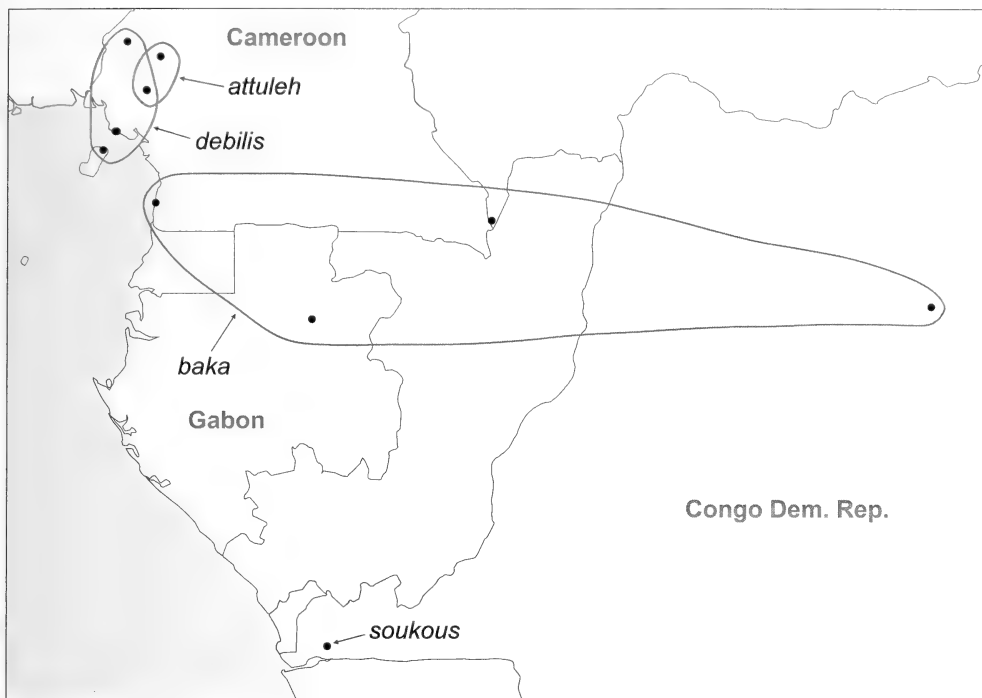 Cameroon
attuleh
debilis
baka
Gabon
Congo Dem. Rep.
soukous